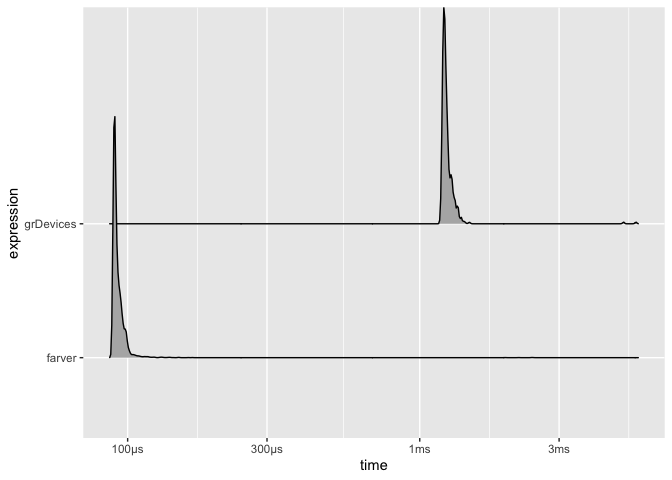 expression
grDevices
farver
100µs
300µs
1ms
3ms
time